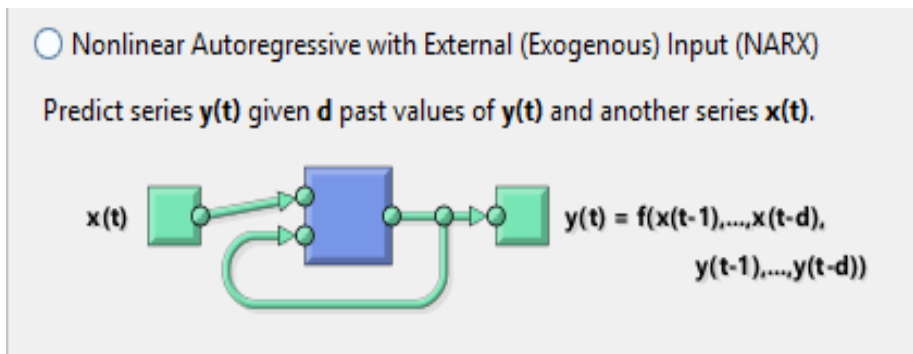 Nonlinear Autoregressive with External (Exogenous) Input (NARX)
Predict series y(t) given d past values of y(t) and another series x(t).
x(t)
y(t) = f(x(t-1),...,x(t-d),
y(t-1),...,y(t-d))